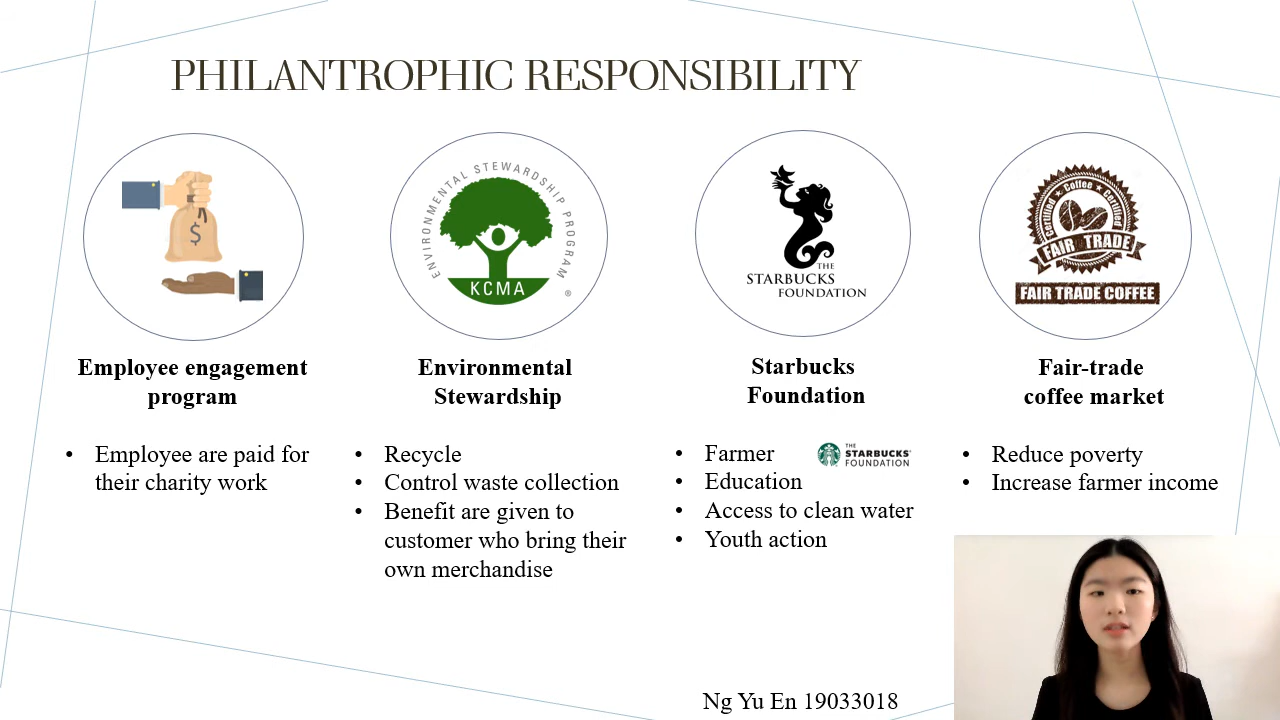 PHILANTROPHIC RESPONSIBILITY
$
ENVIRONMENTAL STEWARDSHIP PROGRAM
KCMA
®
THE
STARBUCKS
FOUNDATION
Certified ★ Coffee ★ Certified
FAIR TRADE
FAIR TRADE COFFEE
Employee engagement
program
• Employee are paid for
their charity work
Environmental
Stewardship
• Recycle
• Control waste collection
• Benefit are given to
customer who bring their
own merchandise
Starbucks
Foundation
• Farmer
• Education
• Access to clean water
• Youth action
THE
STARBUCKS®
FOUNDATION
Fair-trade
coffee market
• Reduce poverty
• Increase farmer income
Ng Yu En 19033018